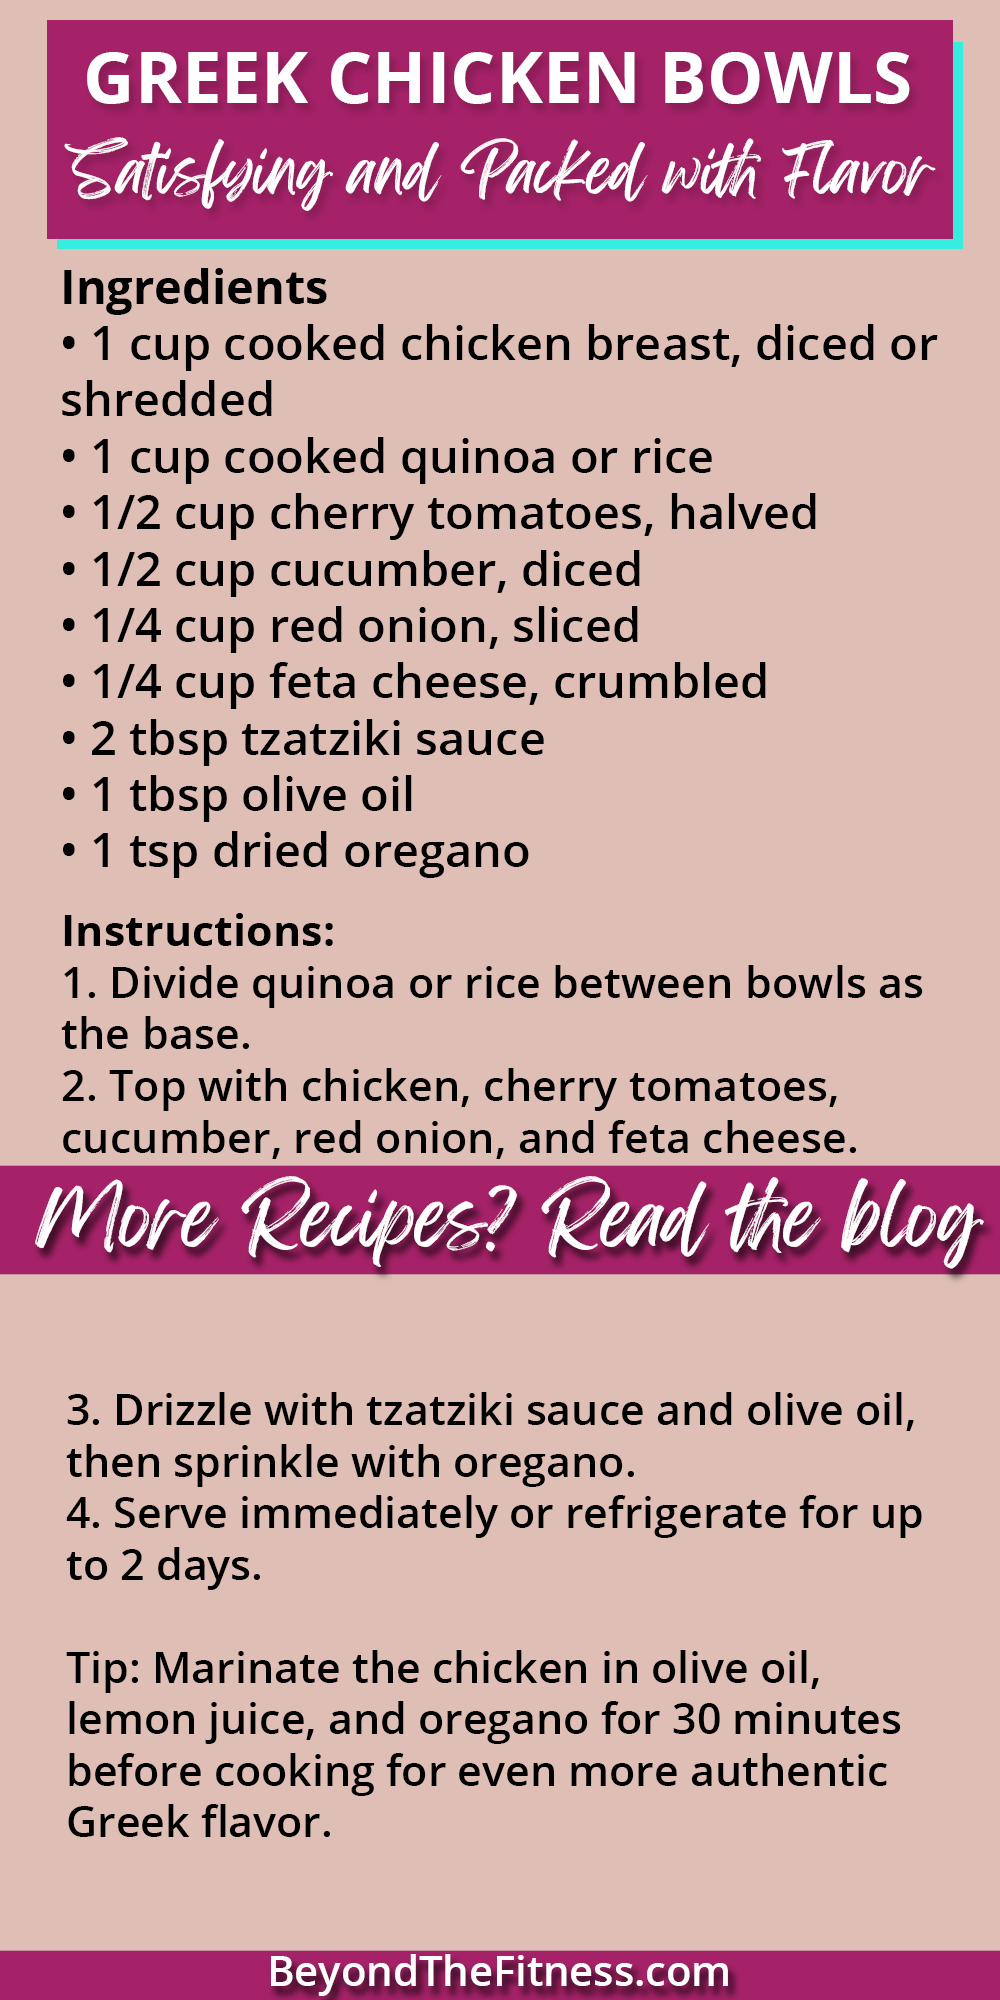 GREEK CHICKEN BOWLS
Satisfying and Packed with Flavor
Ingredients
• 1 cup cooked chicken breast, diced or
shredded
• 1 cup cooked quinoa or rice
• 1/2 cup cherry tomatoes, halved
• 1/2 cup cucumber, diced
• 1/4 cup red onion, sliced
• 1/4 cup feta cheese, crumbled
• 2 tbsp tzatziki sauce
• 1 tbsp olive oil
• 1 tsp dried oregano
Instructions:
1. Divide quinoa or rice between bowls as
the base.
2. Top with chicken, cherry tomatoes,
cucumber, red onion, and feta cheese.
More Recipes? Read the blog
3. Drizzle with tzatziki sauce and olive oil,
then sprinkle with oregano.
4. Serve immediately or refrigerate for up
to 2 days.
Tip: Marinate the chicken in olive oil,
lemon juice, and oregano for 30 minutes
before cooking for even more authentic
Greek flavor.
BeyondTheFitness.com